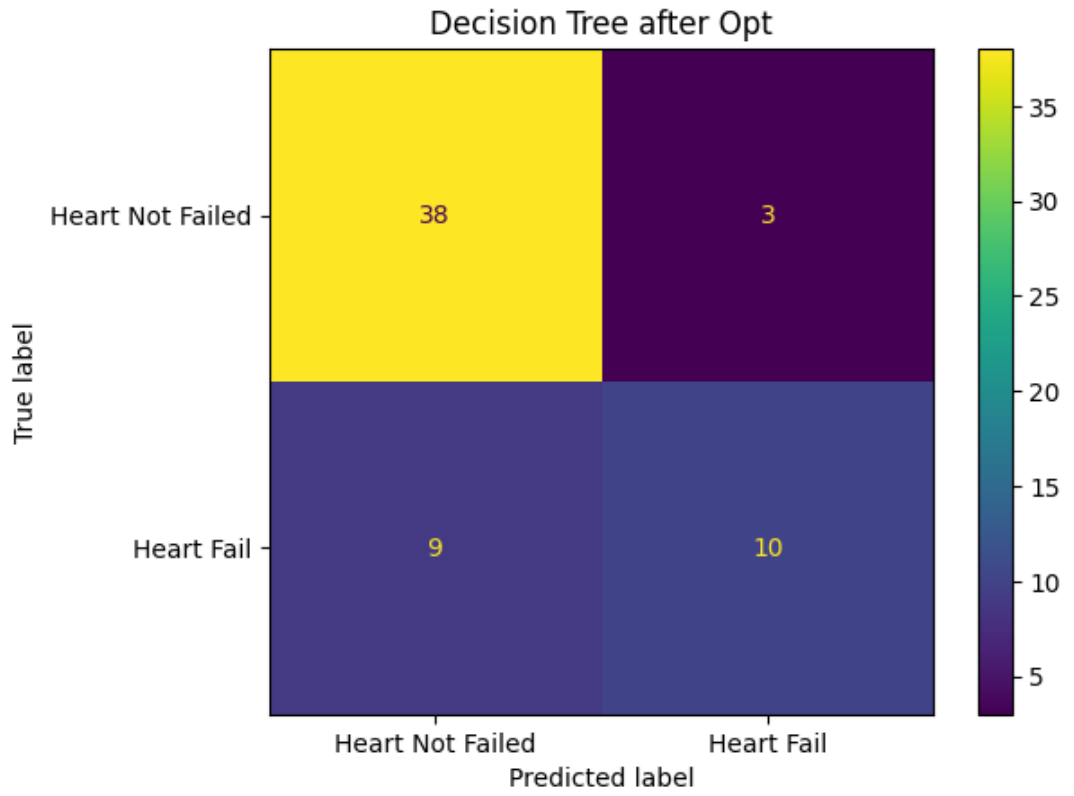 Decision Tree after Opt
True label
Heart Not Failed
38
3
Heart Fail
9
10
Heart Not Failed
Heart Fail
Predicted label
35
30
25
20
15
10
5